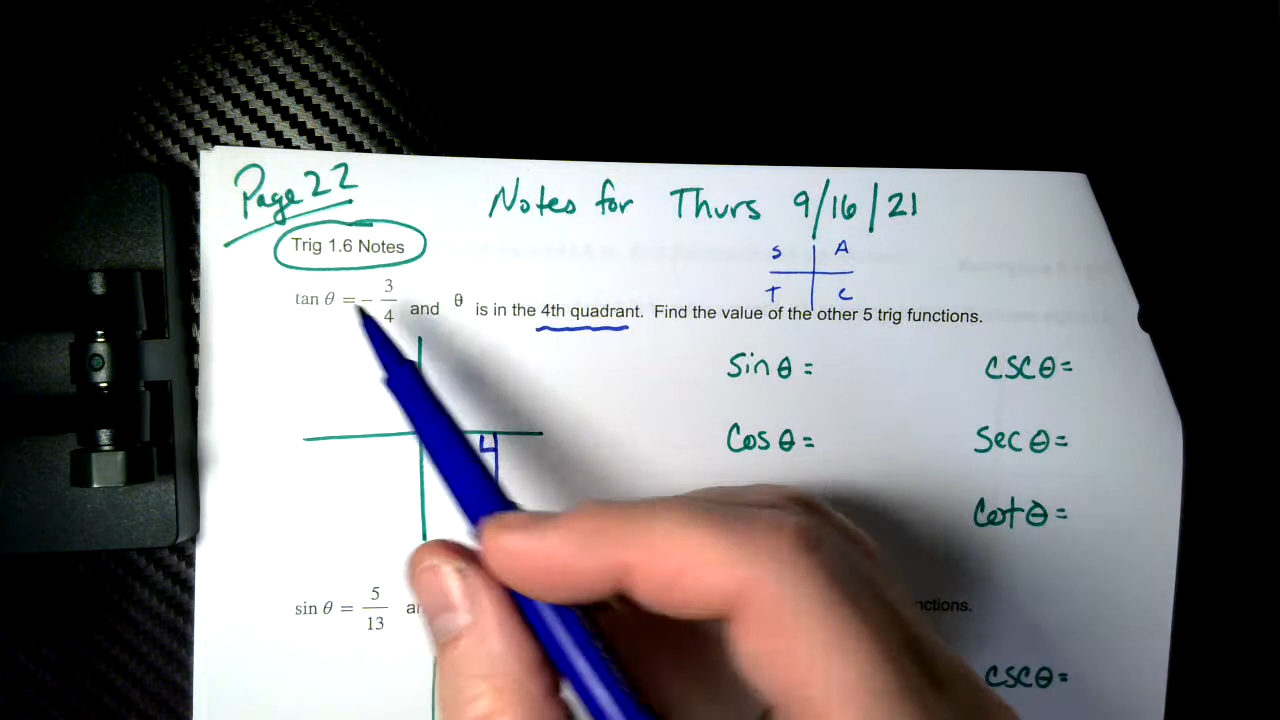 Page 22
Notes for Thurs 9/16/21
Trig 1.6 Notes
S A
T C
tan θ = - 3/4 and θ is in the 4th quadrant. Find the value of the other 5 trig functions.
sin θ = csc θ =
Cos θ = Sec θ =
Cot θ =
sin θ = 5/13
csc θ =